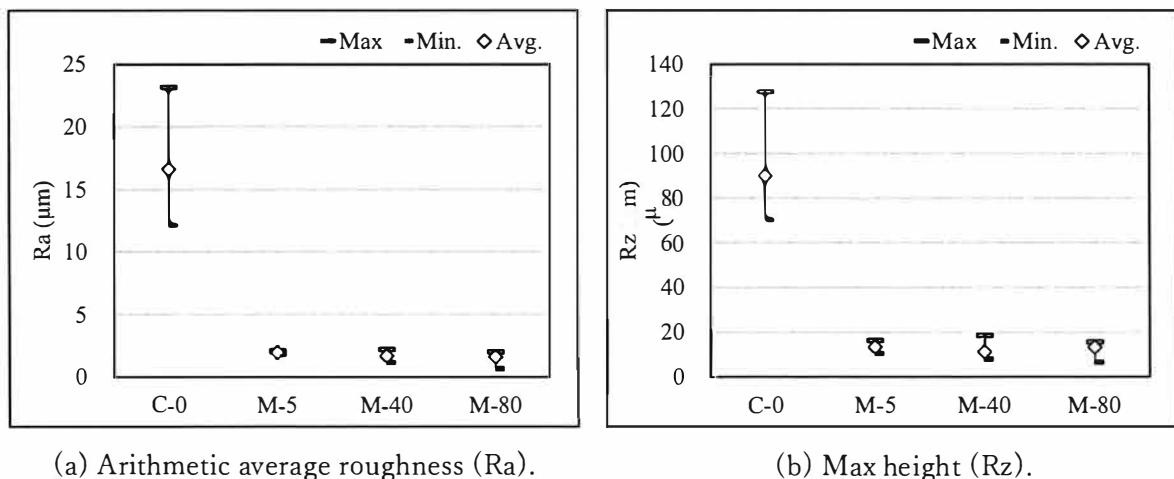 Max Min. Avg.
25
20
15
10
5
0
Ra (μm)
C-0 M-5 M-40 M-80
(a) Arithmetic average roughness (Ra).
Max Min. Avg.
140
120
100
80
60
40
20
0
Rz (μm)
C-0 M-5 M-40 M-80
(b) Max height (Rz).